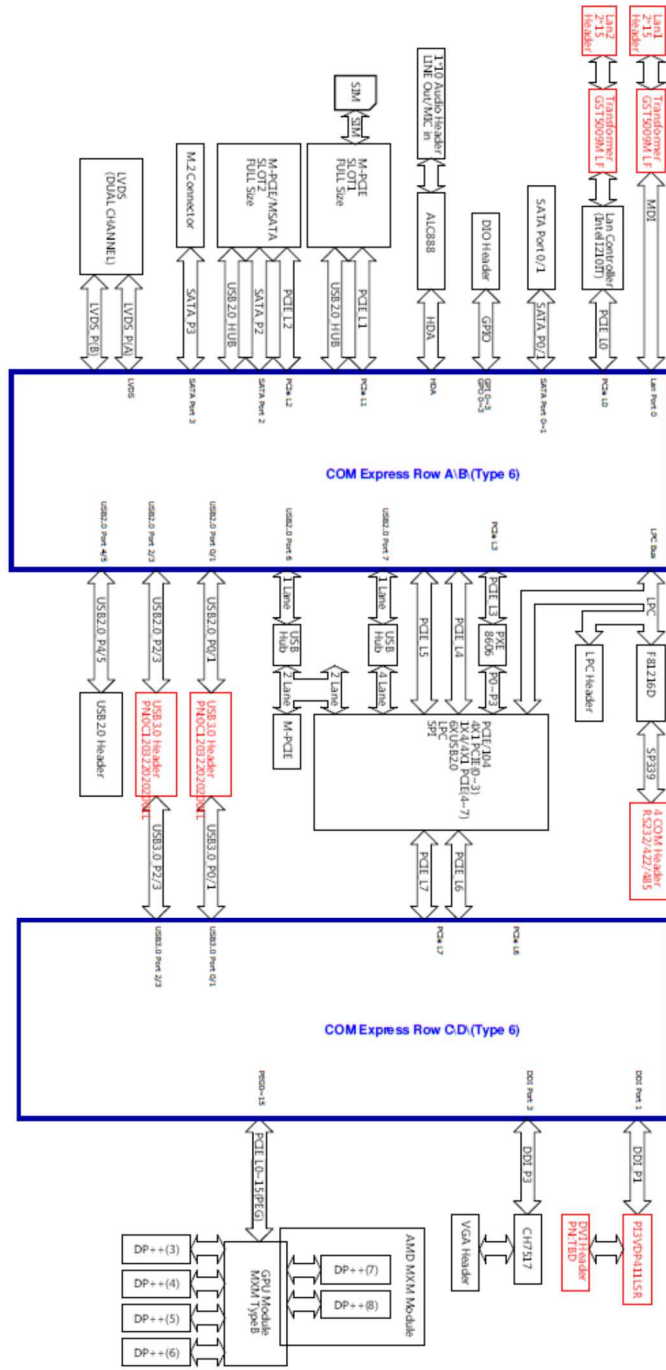 Lan1
2*15
Header
Transformer
GST5009M LF
MDI
Lan Port 0
Lan2
2*15
Header
Transformer
GST5009M LF
Lan Controller
(Intel I210IT)
PCIE L0
PCIe L0
SATA Port 0/1
SATA P0/1
SATA Port 0~1
DIO Header
GPIO
GPI 0~3
GPO 0~3
1*10 Audio Header
LINE Out/MIC in
ALC888
HDA
HDA
SIM
SIM
M-PCIE
SLOT1
FULL Size
PCIE L1
USB2.0 HUB
PCIe L1
M-PCIE/MSATA
SLOT2
FULL Size
PCIE L2
SATA P2
USB2.0 HUB
PCIe L2
SATA Port 2
M.2 Connector
SATA P3
SATA Port 3
LVDS
(DUAL CHANNEL)
LVDS P(A)
LVDS P(B)
LVDS
COM Express Row A\B\(Type 6)
LPC Bus
PCIe L3
USB2.0 Port 7
USB2.0 Port 6
USB2.0 Port 0/1
USB2.0 Port 2/3
USB2.0 Port 4/5
LPC
F81216D
SP339
4 COM Header
RS232/422/485
LPC Header
PCIE L3
PXE
8606
P0~P3
PCIE L4
PCIE L5
1 Lane
USB
Hub
4 Lane
1 Lane
USB
Hub
2 Lane
2 Lane
M-PCIE
PCIE/104
4X1 PCIE(0~3)
1X4/4X1 PCIE(4~7)
6XUSB2.0
LPC
SPI
PCIE L6
PCIE L7
USB2.0 P0/1
USB3.0 Header
USB3.0 P0/1
USB2.0 P2/3
USB3.0 Header
USB3.0 P2/3
USB2.0 P4/5
USB2.0 Header
PCIe L6
PCIe L7
USB3.0 Port 0/1
USB3.0 Port 2/3
COM Express Row C\D\(Type 6)
DDI Port 1
DDI Port 3
PEG0~15
DDI P1
PI3VDP411LSR
DVI Header
PN:TBD
DDI P3
CH7517
VGA Header
PCIE L0~15(PEG)
AMD MXM Module
DP++(7)
DP++(8)
GPU Module
MXM TypeB
DP++(3)
DP++(4)
DP++(5)
DP++(6)